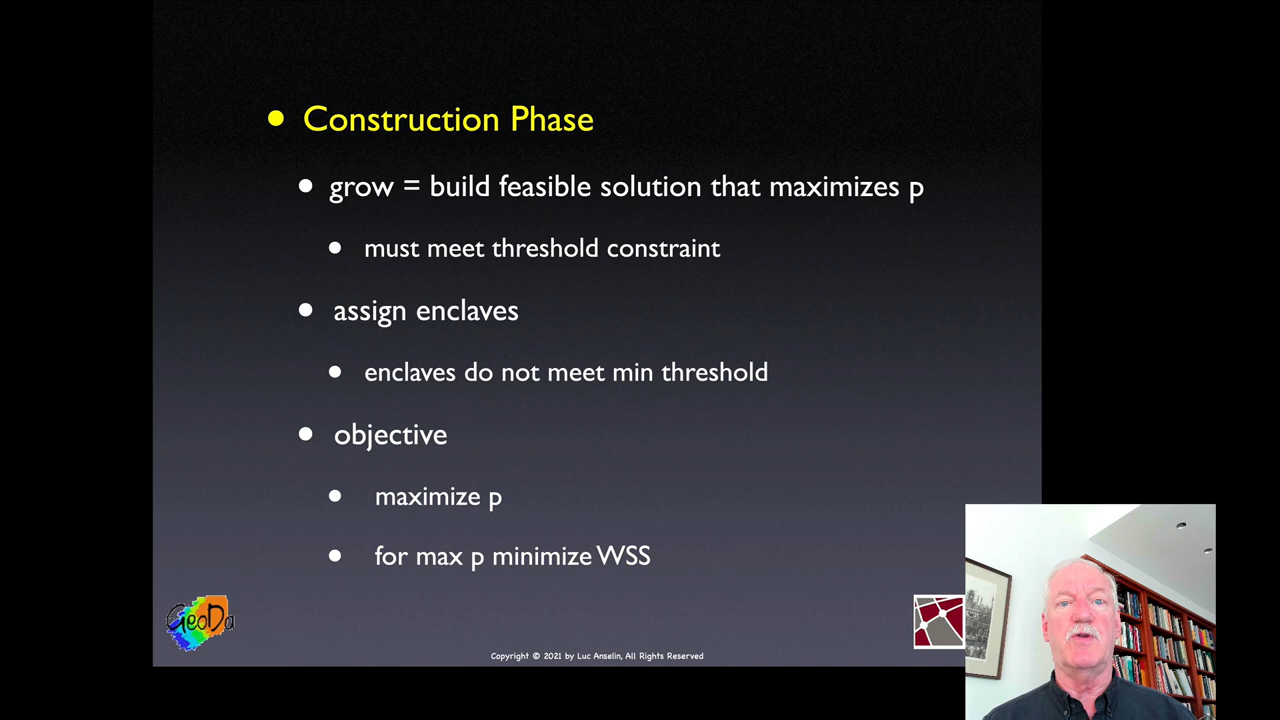 Construction Phase
grow = build feasible solution that maximizes p
must meet threshold constraint
assign enclaves
enclaves do not meet min threshold
objective
maximize p
for max p minimize WSS
GeoDa
Copyright © 2021 by Luc Anselin, All Rights Reserved